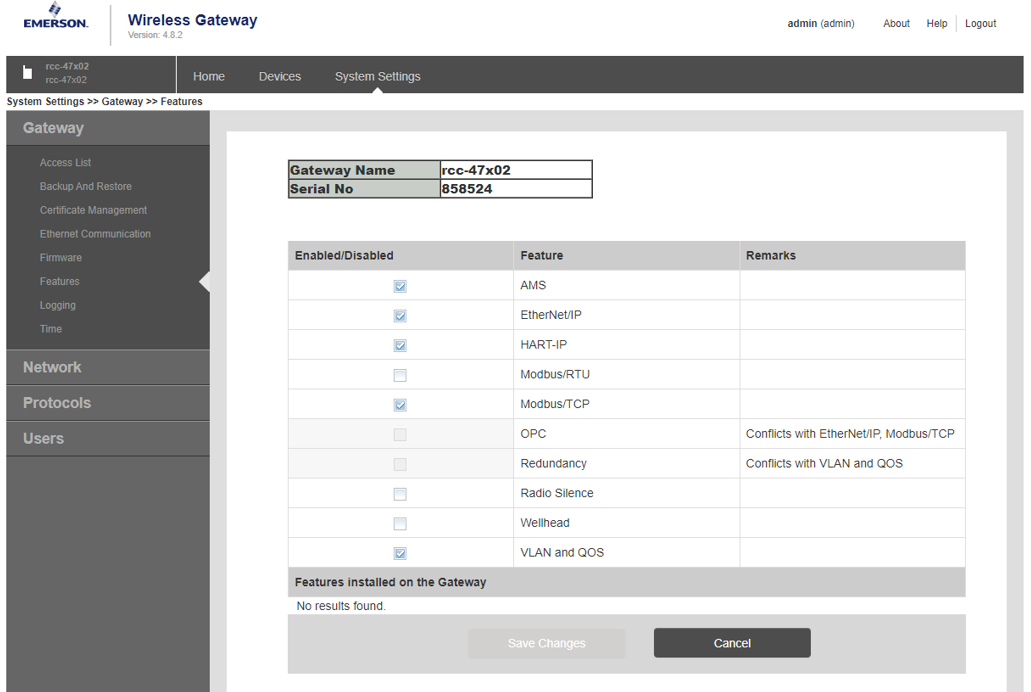 EMERSON.
Wireless Gateway
Version: 4.8.2
admin (admin) About Help Logout
rcc-47x02
rcc-47x02
Home Devices System Settings
System Settings >> Gateway >> Features
Gateway
Access List
Backup And Restore
Certificate Management
Ethernet Communication
Firmware
Features
Logging
Time
Network
Protocols
Users
Gateway Name rcc-47x02
Serial No 858524
Enabled/Disabled Feature Remarks
AMS
EtherNet/IP
HART-IP
Modbus/RTU
Modbus/TCP
OPC Conflicts with EtherNet/IP, Modbus/TCP
Redundancy Conflicts with VLAN and QOS
Radio Silence
Wellhead
VLAN and QOS
Features installed on the Gateway
No results found.
Save Changes Cancel